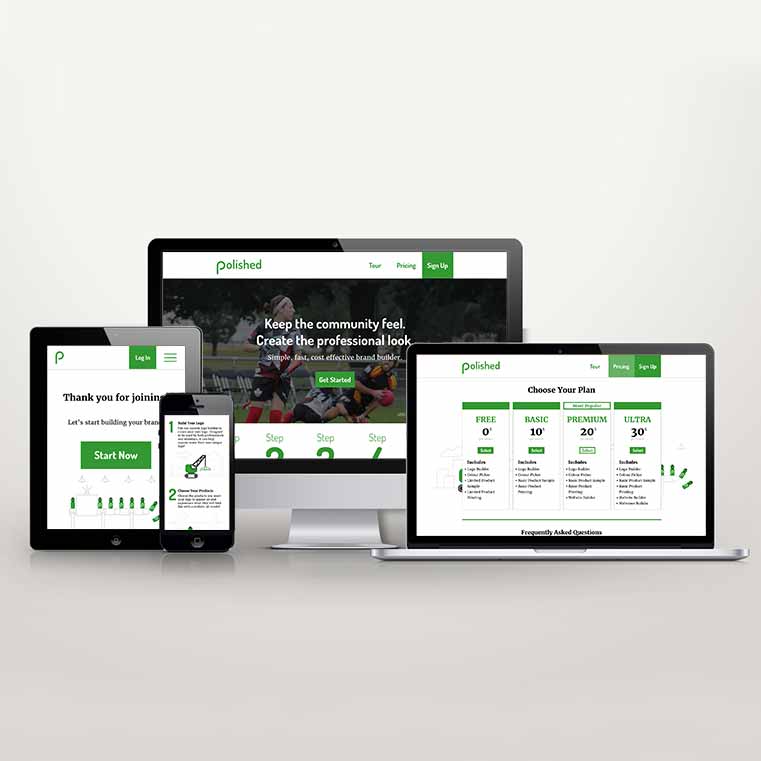 Polished
Tour
Pricing
Sign Up
Keep the community feel.
Create the professional look.
Simple, fast, cost effective brand builder.
Get Started
Step
Step
Step
P
Log In
Thank you for joining
Let's start building your brand
Start Now
1
Build Your Logo
2
Choose Your Products
Polished
Tour
Pricing
Sign Up
Choose Your Plan
Most Popular
FREE
BASIC
PREMIUM
ULTRA
0
10
20
30
Select
Select
Select
Select
Includes
Includes
Includes
Includes
• Logo Builder
• Colour Picker
• Limited Product
Sample
• Limited Product
Printing
• Logo Builder
• Colour Picker
• Basic Product Sample
• Basic Product
Printing
• Logo Builder
• Colour Picker
• Basic Product Sample
• Basic Product
Printing
• Website Builder
• Logo Builder
• Colour Picker
• Basic Product Sample
• Basic Product
Printing
• Website Builder
Frequently Asked Questions